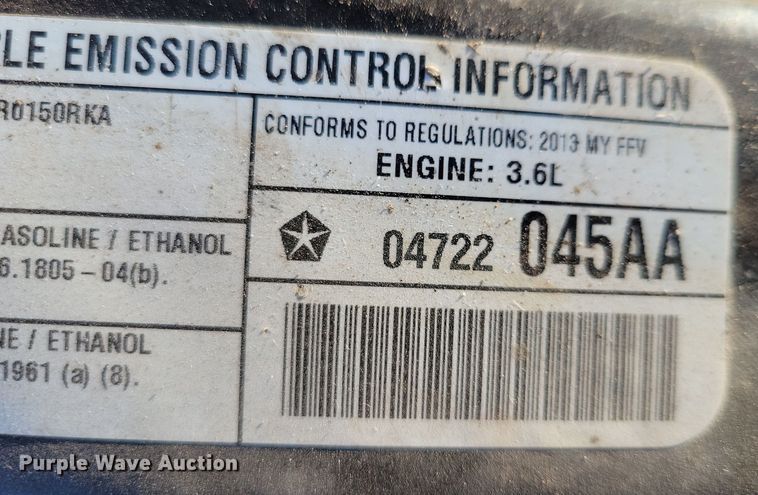 LE EMISSION CONTROL INFORMATION
R0150RKA
CONFORMS TO REGULATIONS: 2013 MY FFV
ENGINE: 3.6L
ASOLINE / ETHANOL
6.1805 – 04(b).
04722 045AA
NE / ETHANOL
1961 (a) (8).
Purple Wave Auction